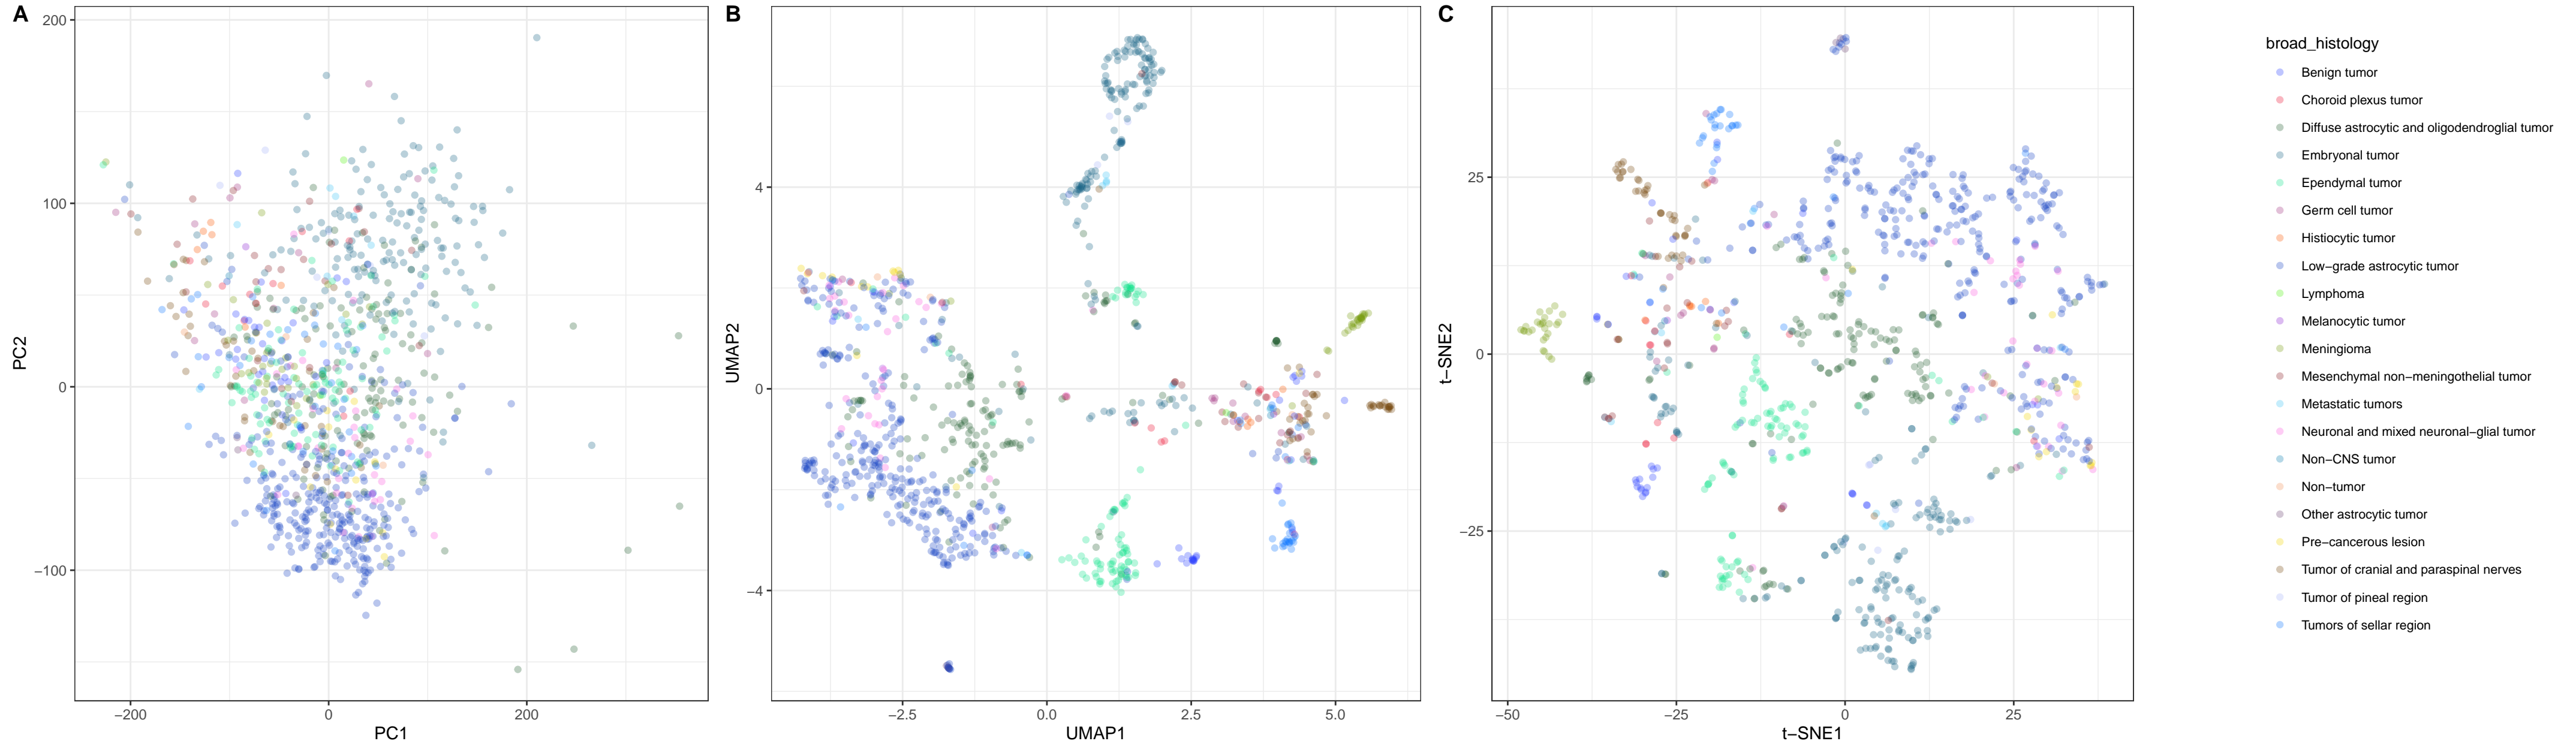 A
200
100
0
−100
PC2
−200
0
200
PC1
B
4
0
−4
UMAP2
−2.5
0.0
2.5
5.0
UMAP1
C
25
0
−25
t−SNE2
−50
−25
0
25
t−SNE1
broad_histology
Benign tumor
Choroid plexus tumor
Diffuse astrocytic and oligodendroglial tumor
Embryonal tumor
Ependymal tumor
Germ cell tumor
Histiocytic tumor
Low−grade astrocytic tumor
Lymphoma
Melanocytic tumor
Meningioma
Mesenchymal non−meningothelial tumor
Metastatic tumors
Neuronal and mixed neuronal−glial tumor
Non−CNS tumor
Non−tumor
Other astrocytic tumor
Pre−cancerous lesion
Tumor of cranial and paraspinal nerves
Tumor of pineal region
Tumors of sellar region